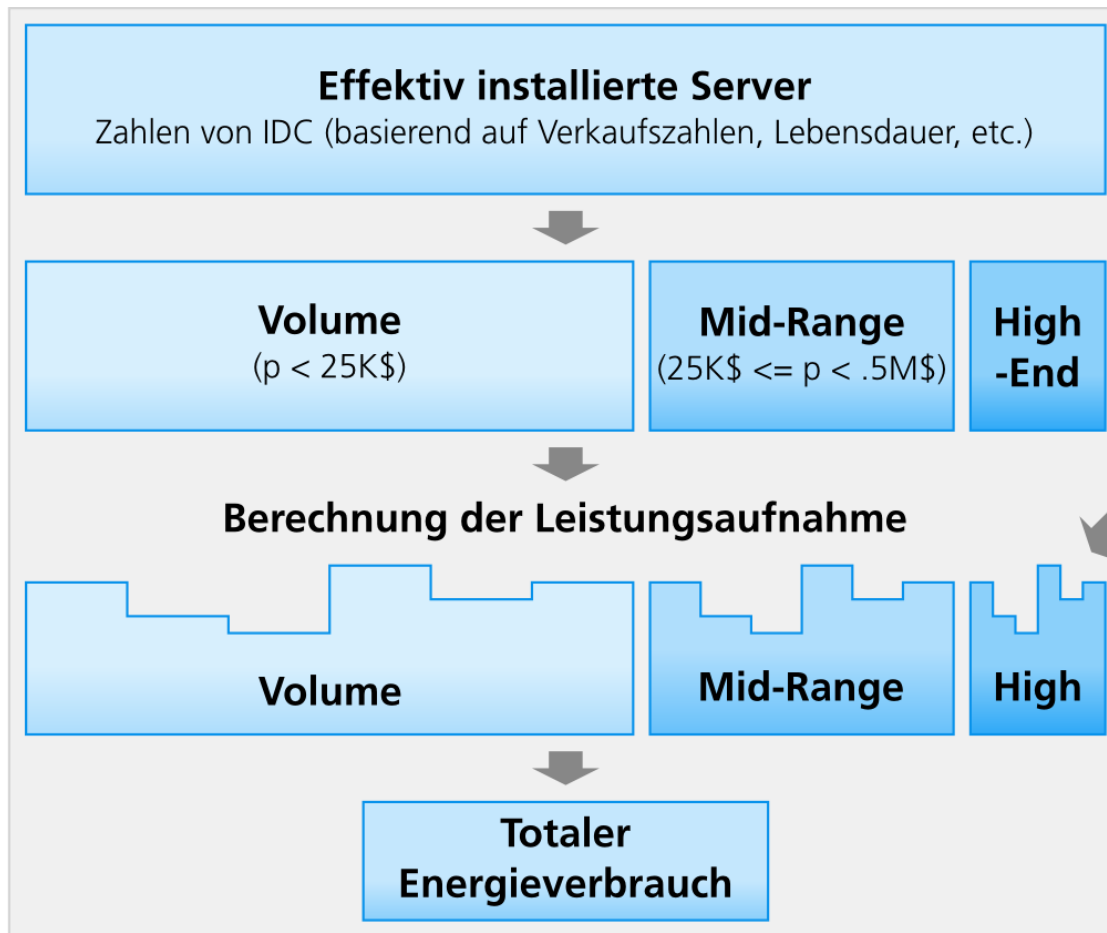 Effektiv installierte Server
Zahlen von IDC (basierend auf Verkaufszahlen, Lebensdauer, etc.)
Volume
(p < 25K$)
Mid-Range
(25K$ <= p < .5M$)
High
-End
Berechnung der Leistungsaufnahme
Volume
Mid-Range
High
Totaler
Energieverbrauch